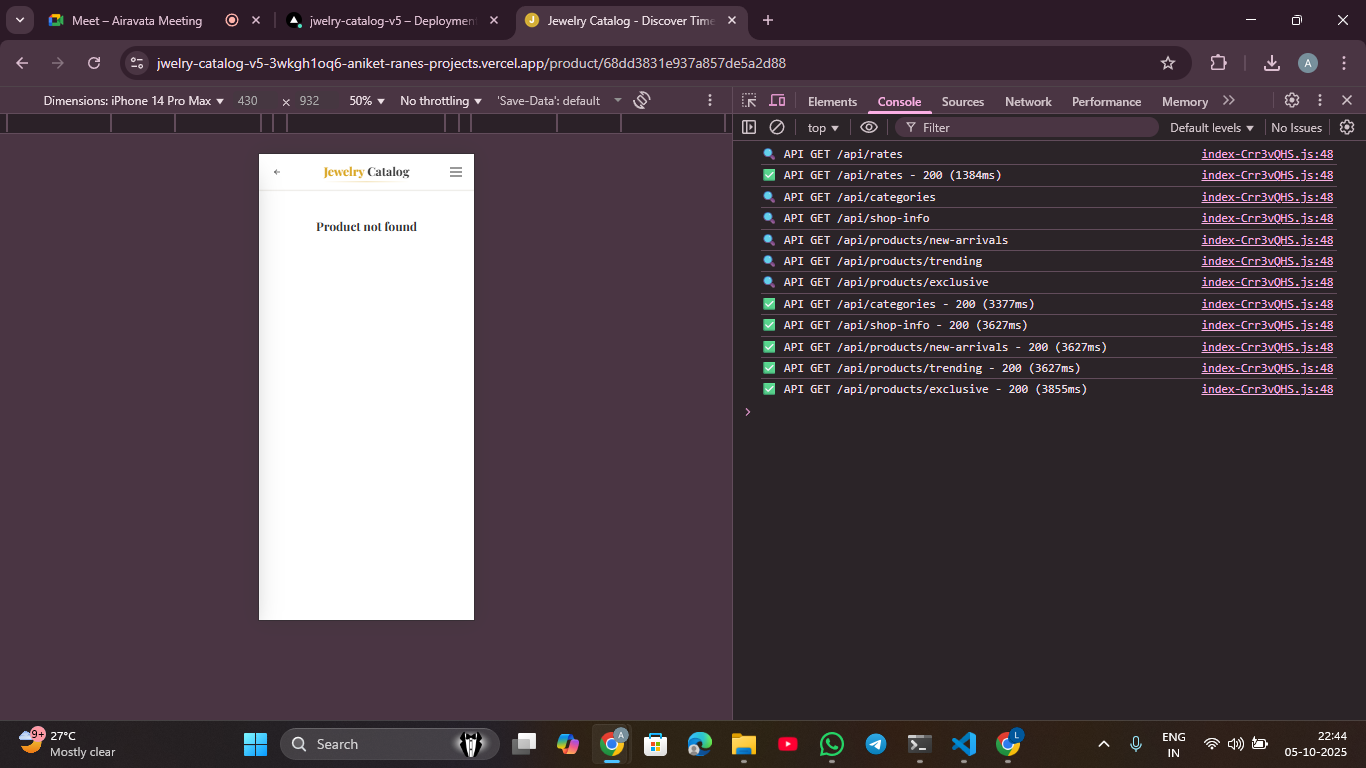 Meet – Airavata Meeting
jwelry-catalog-v5 – Deployment
Jewelry Catalog - Discover Time
jwelry-catalog-v5-3wkgh1oq6-aniket-ranes-projects.vercel.app/product/68dd3831e937a857de5a2d88
A
Dimensions: iPhone 14 Pro Max
430
×
932
50%
No throttling
'Save-Data': default
Elements
Console
Sources
Network
Performance
Memory
top
Filter
Default levels
No Issues
Jewelry Catalog
Product not found
API GET /api/rates index-Crr3vQHS.js:48
API GET /api/rates - 200 (1384ms) index-Crr3vQHS.js:48
API GET /api/categories index-Crr3vQHS.js:48
API GET /api/shop-info index-Crr3vQHS.js:48
API GET /api/products/new-arrivals index-Crr3vQHS.js:48
API GET /api/products/trending index-Crr3vQHS.js:48
API GET /api/products/exclusive index-Crr3vQHS.js:48
API GET /api/categories - 200 (3377ms) index-Crr3vQHS.js:48
API GET /api/shop-info - 200 (3627ms) index-Crr3vQHS.js:48
API GET /api/products/new-arrivals - 200 (3627ms) index-Crr3vQHS.js:48
API GET /api/products/trending - 200 (3627ms) index-Crr3vQHS.js:48
API GET /api/products/exclusive - 200 (3855ms) index-Crr3vQHS.js:48
9+
27°C
Mostly clear
Search
A
L
ENG
IN
22:44
05-10-2025